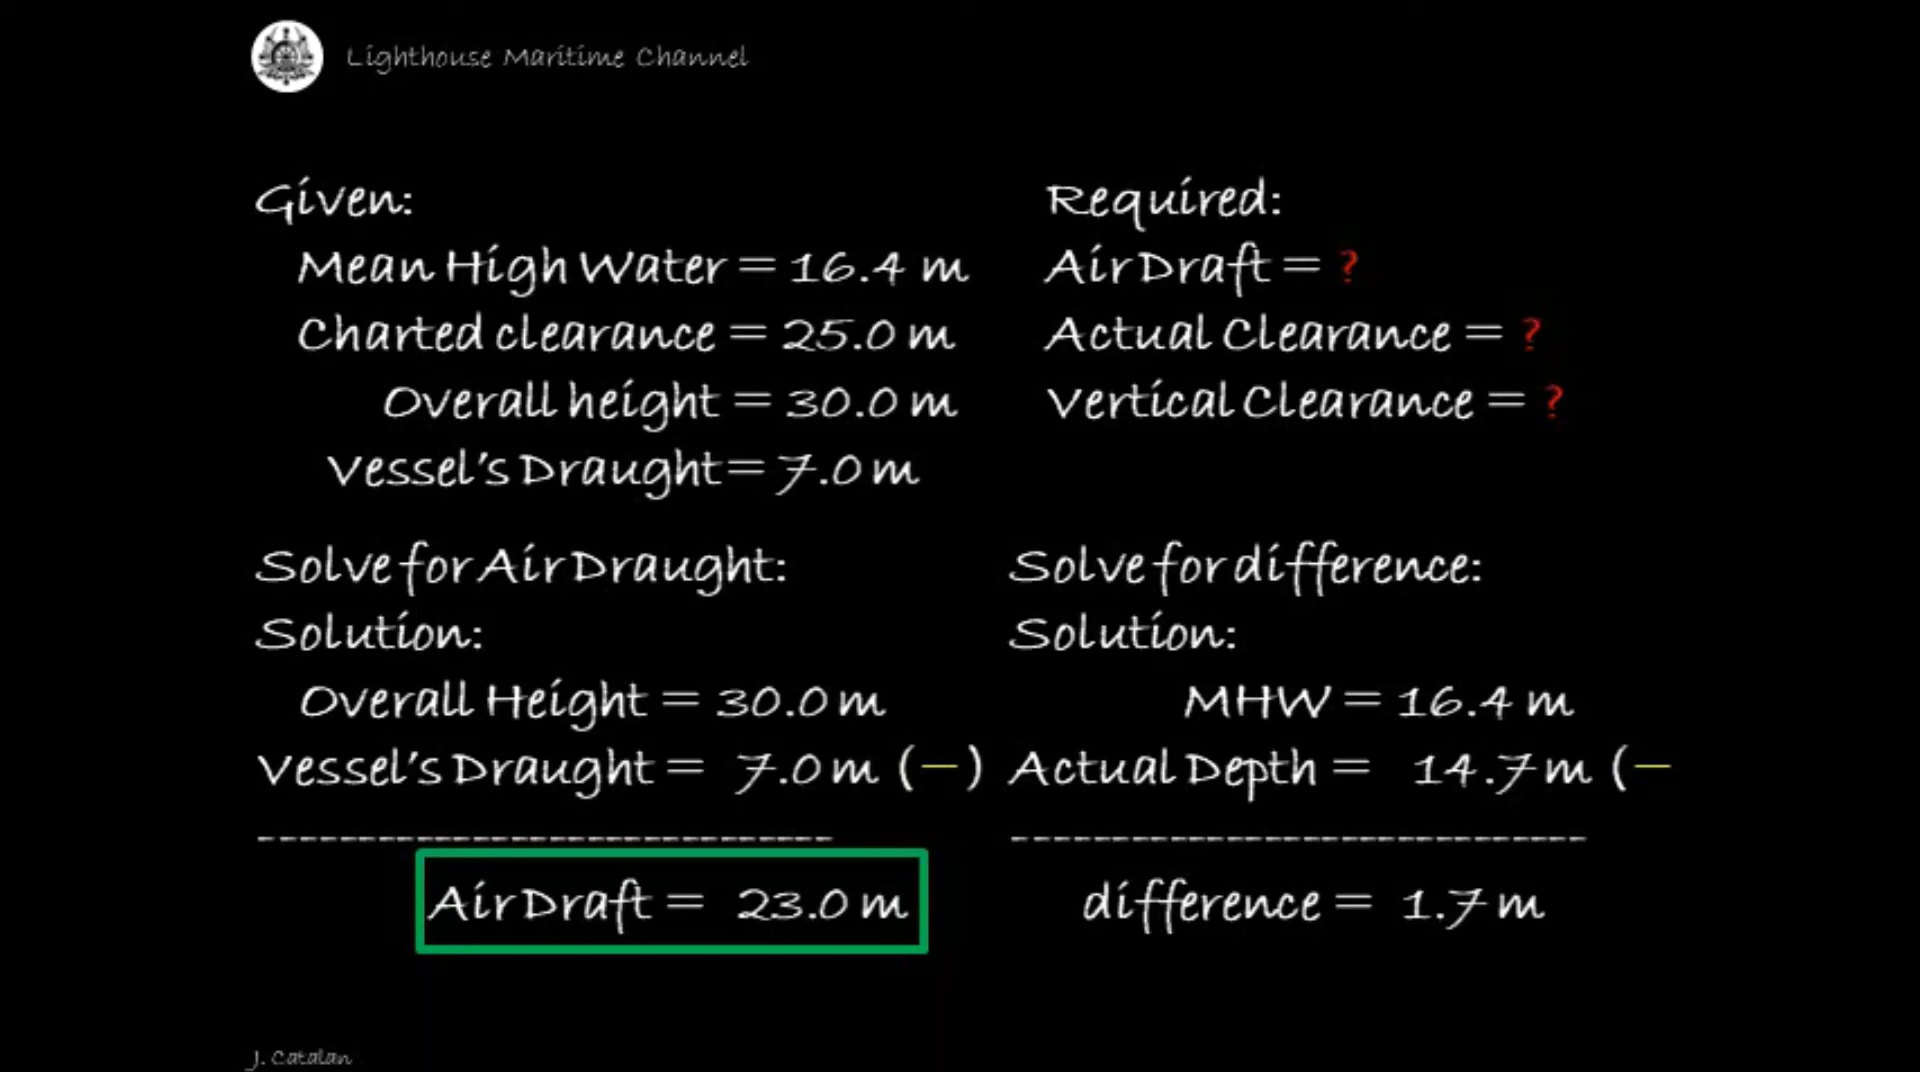 Lighthouse Maritime Channel
Given:
Mean High Water = 16.4 m
Charted clearance = 25.0 m
Overall height = 30.0 m
Vessel's Draught= 7.0 m
Required:
Air Draft = ?
Actual Clearance = ?
Vertical Clearance = ?
Solve for Air Draught:
Solution:
Overall Height = 30.0 m
Vessel's Draught = 7.0 m (−)
--------------------------------
Air Draft = 23.0 m
Solve for difference:
Solution:
MHW = 16.4 m
Actual Depth = 14.7 m (−
--------------------------------
difference = 1.7 m
J. Catalan